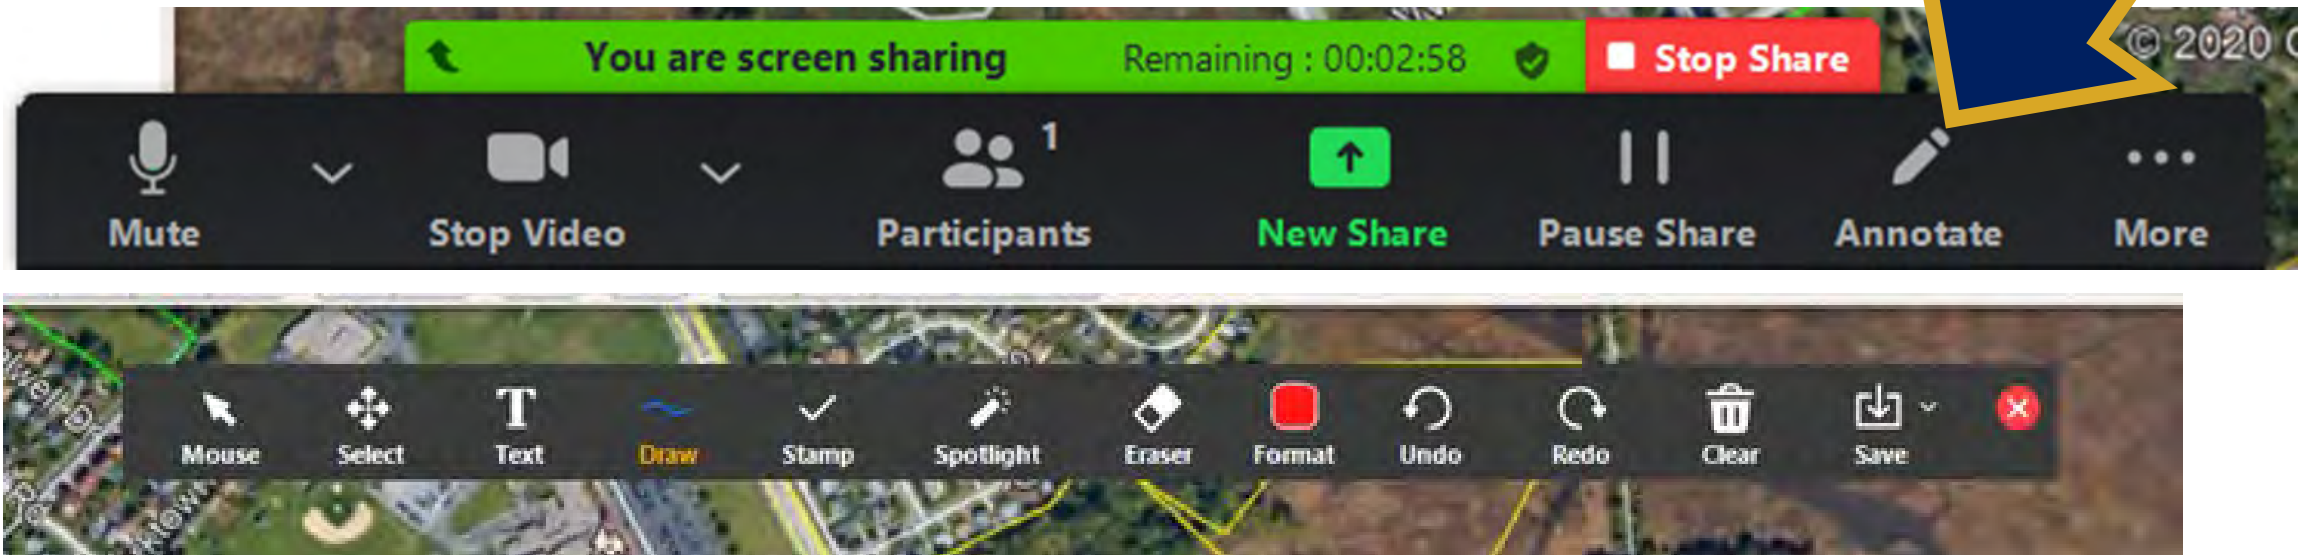 You are screen sharing Remaining : 00:02:58 Stop Share
© 2020
1
Mute Stop Video Participants New Share Pause Share Annotate More
Mouse Select Text Draw Stamp Spotlight Eraser Format Undo Redo Clear Save